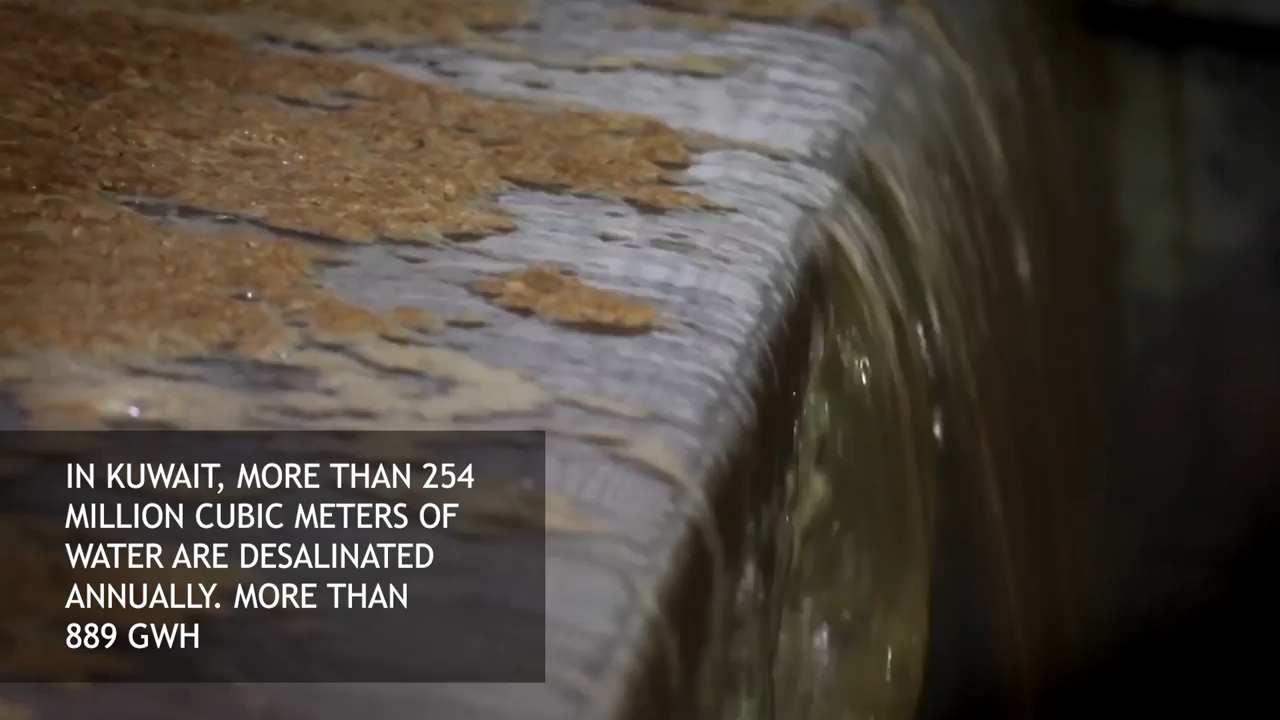 IN KUWAIT, MORE THAN 254
MILLION CUBIC METERS OF
WATER ARE DESALINATED
ANNUALLY. MORE THAN
889 GWH